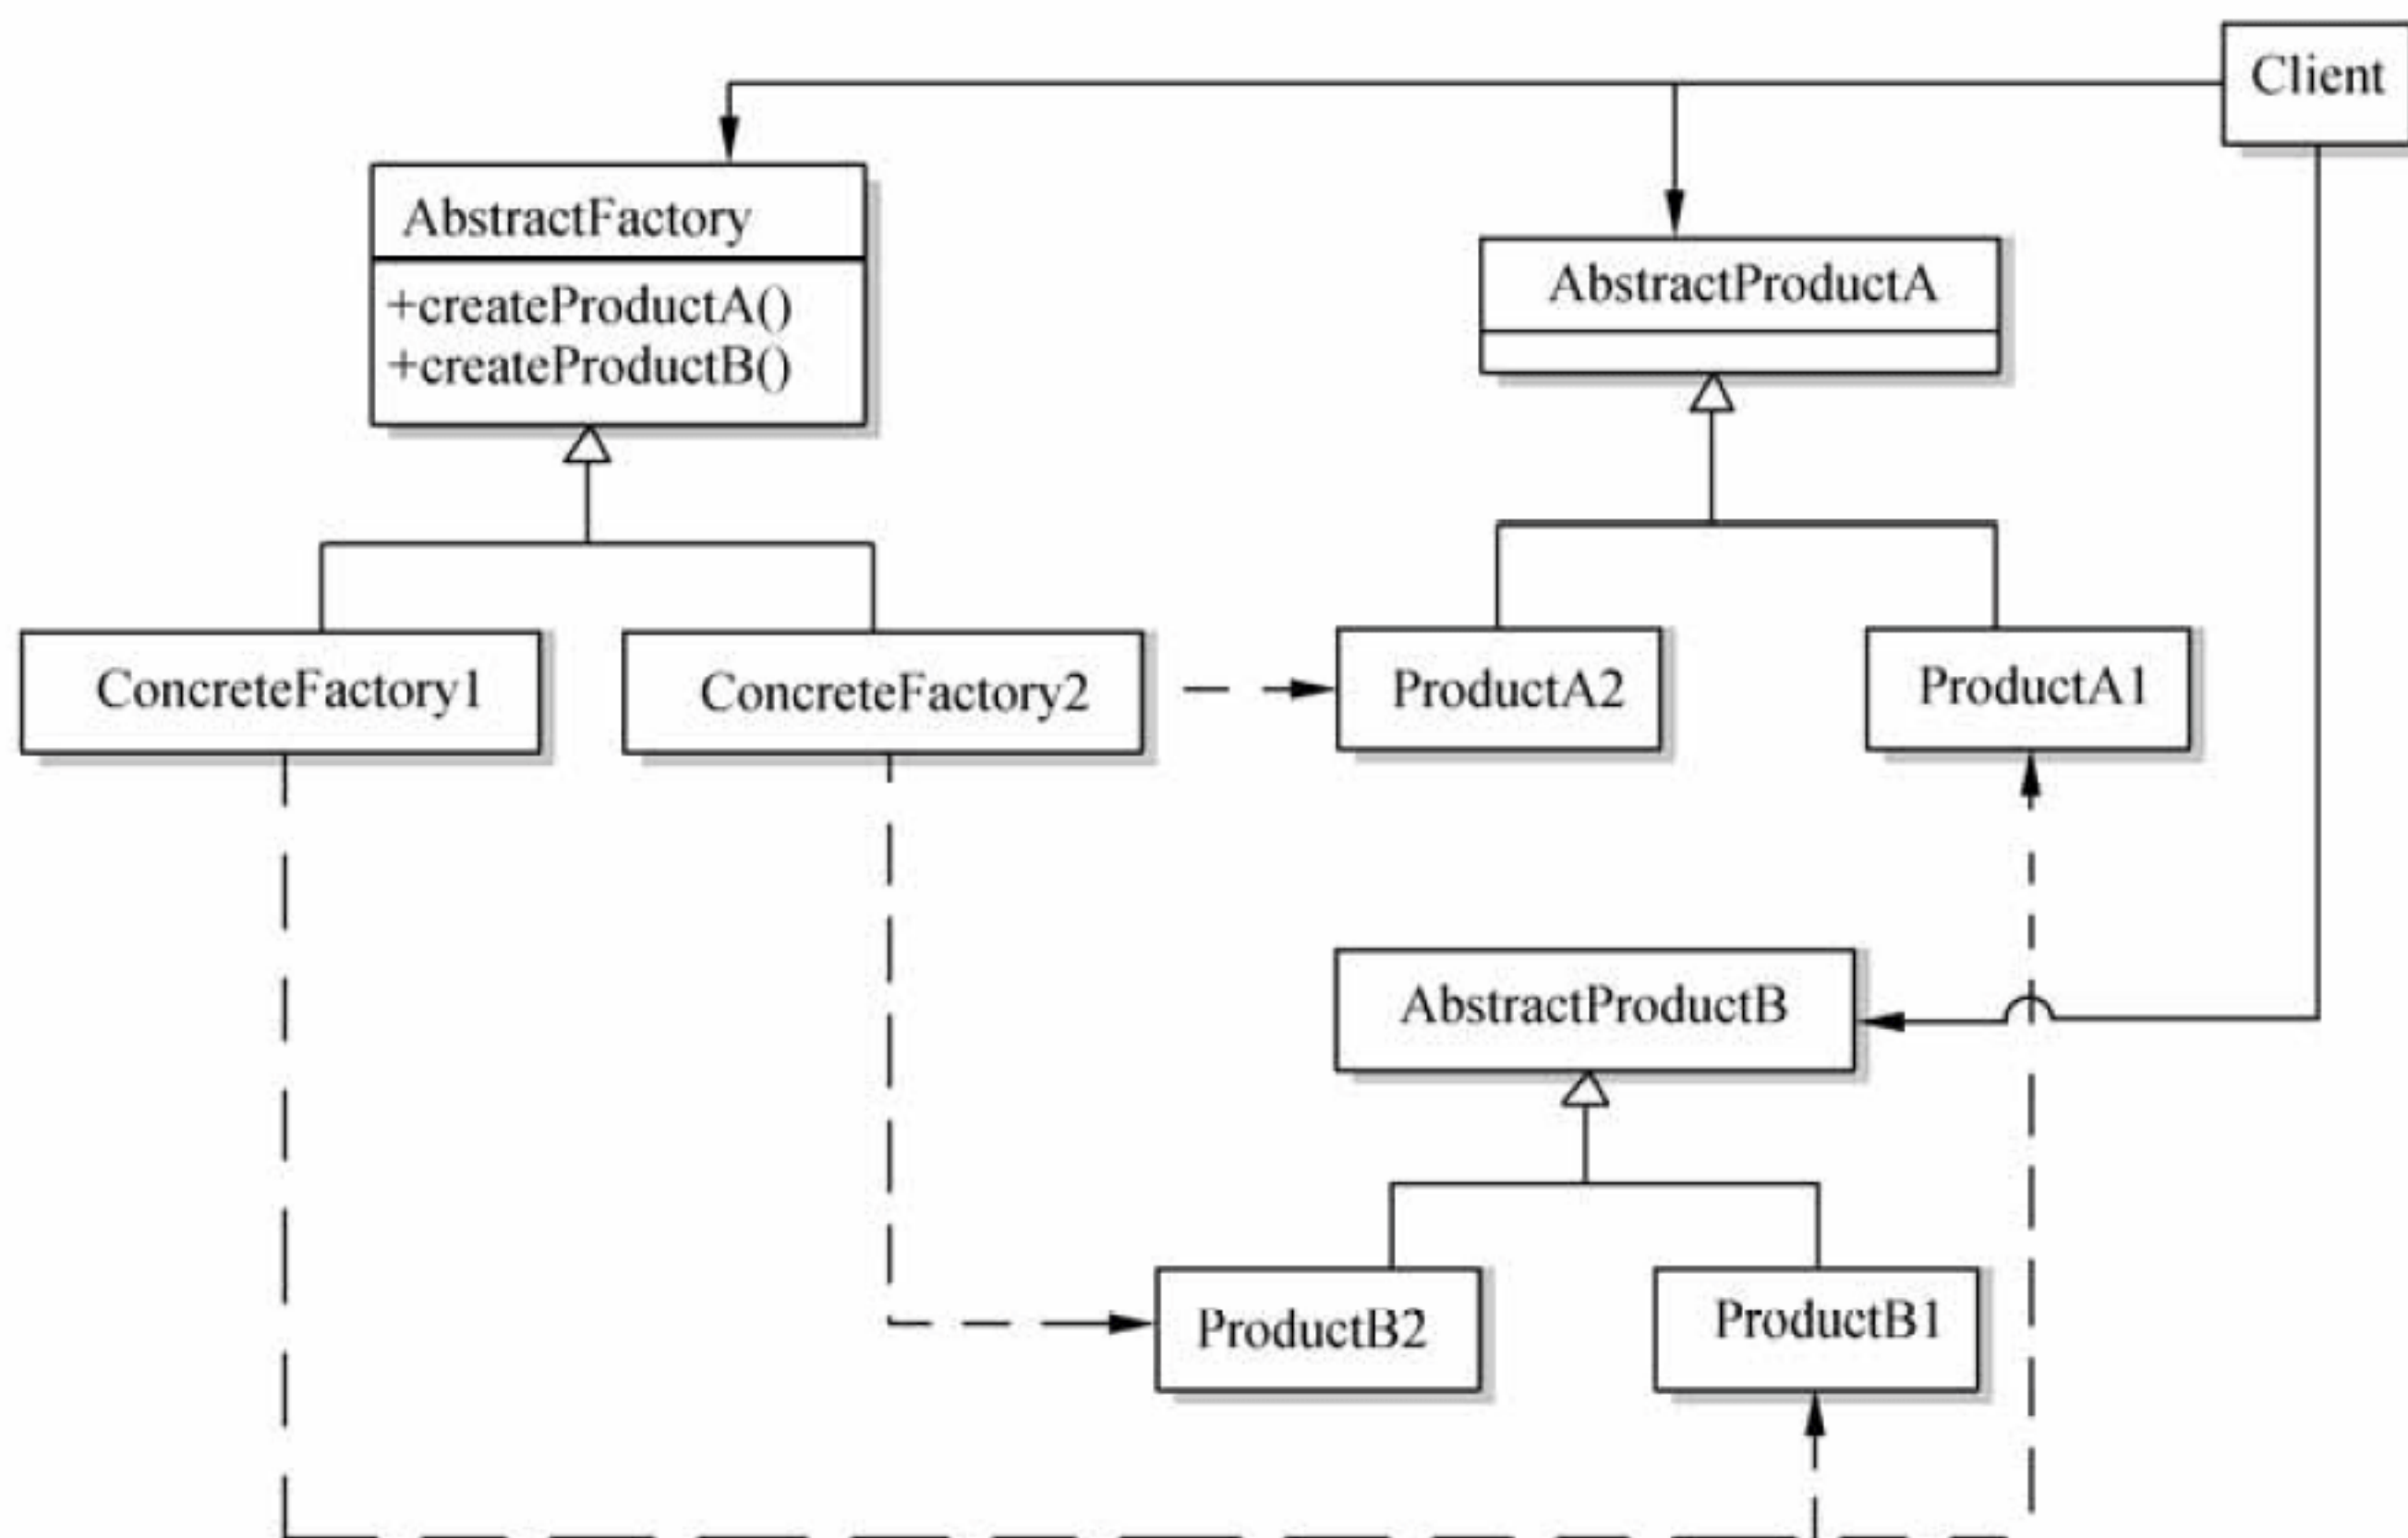 Client
AbstractFactory
+createProductA()
+createProductB()
AbstractProductA
ConcreteFactory1
ConcreteFactory2
ProductA2
ProductA1
AbstractProductB
ProductB2
ProductB1